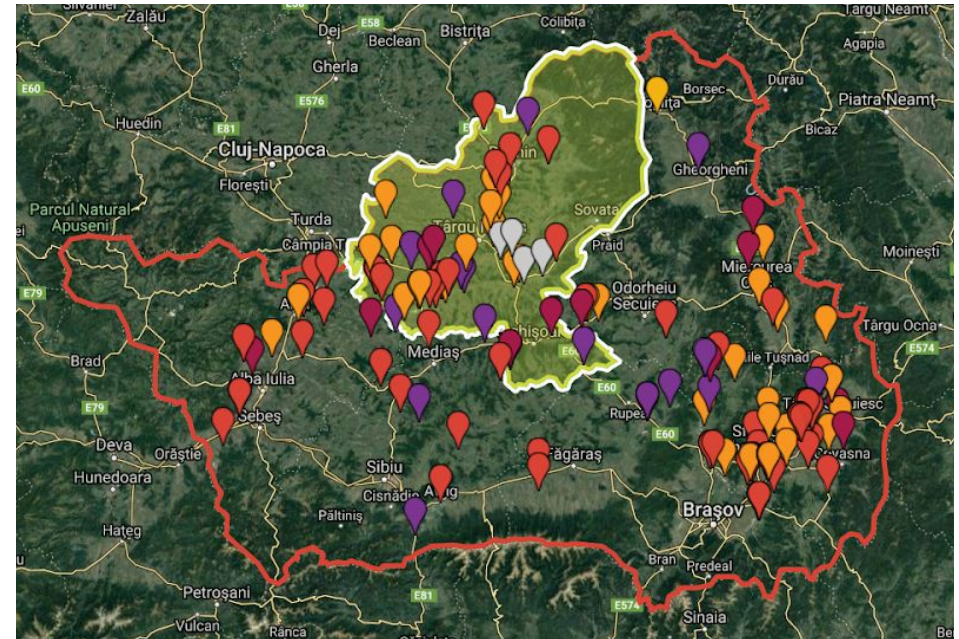 Zalău
E58
Dej
Beclean
Bistrița
Colibița
Târgu Neamț
Agapia
Gherla
E60
E576
Borsec
Durău
Piatra Neamț
Huedin
E81
Bicaz
Cluj-Napoca
Gheorgheni
Florești
Parcul Natural
Apuseni
Turda
Sovata
Câmpia T
Praid
Moinești
E79
Odorheiu
Secuiesc
Târgu Ocna
E574
Mediaș
Brad
Alba Iulia
E60
Rupea
E79
Sebeș
E60
Deva
Orăștie
Hunedoara
Sibiu
Făgăraș
Cisnădie
Păltiniș
Brașov
Hațeg
Bran
Predeal
Petroșani
E81
E574
Sinaia
Vulcan
Rânca